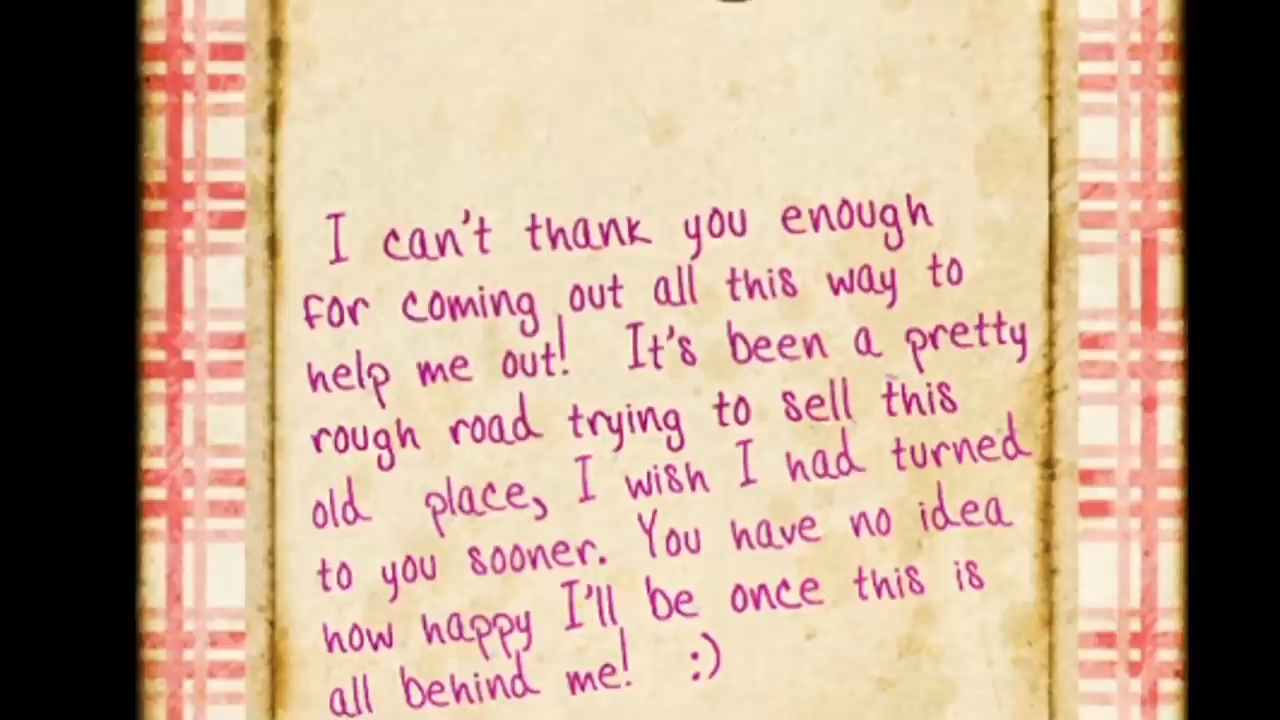 I can't thank you enough
for coming out all this way to
help me out! It's been a pretty
rough road trying to sell this
old place, I wish I had turned
to you sooner. You have no idea
how happy I'll be once this is
all behind me! :)